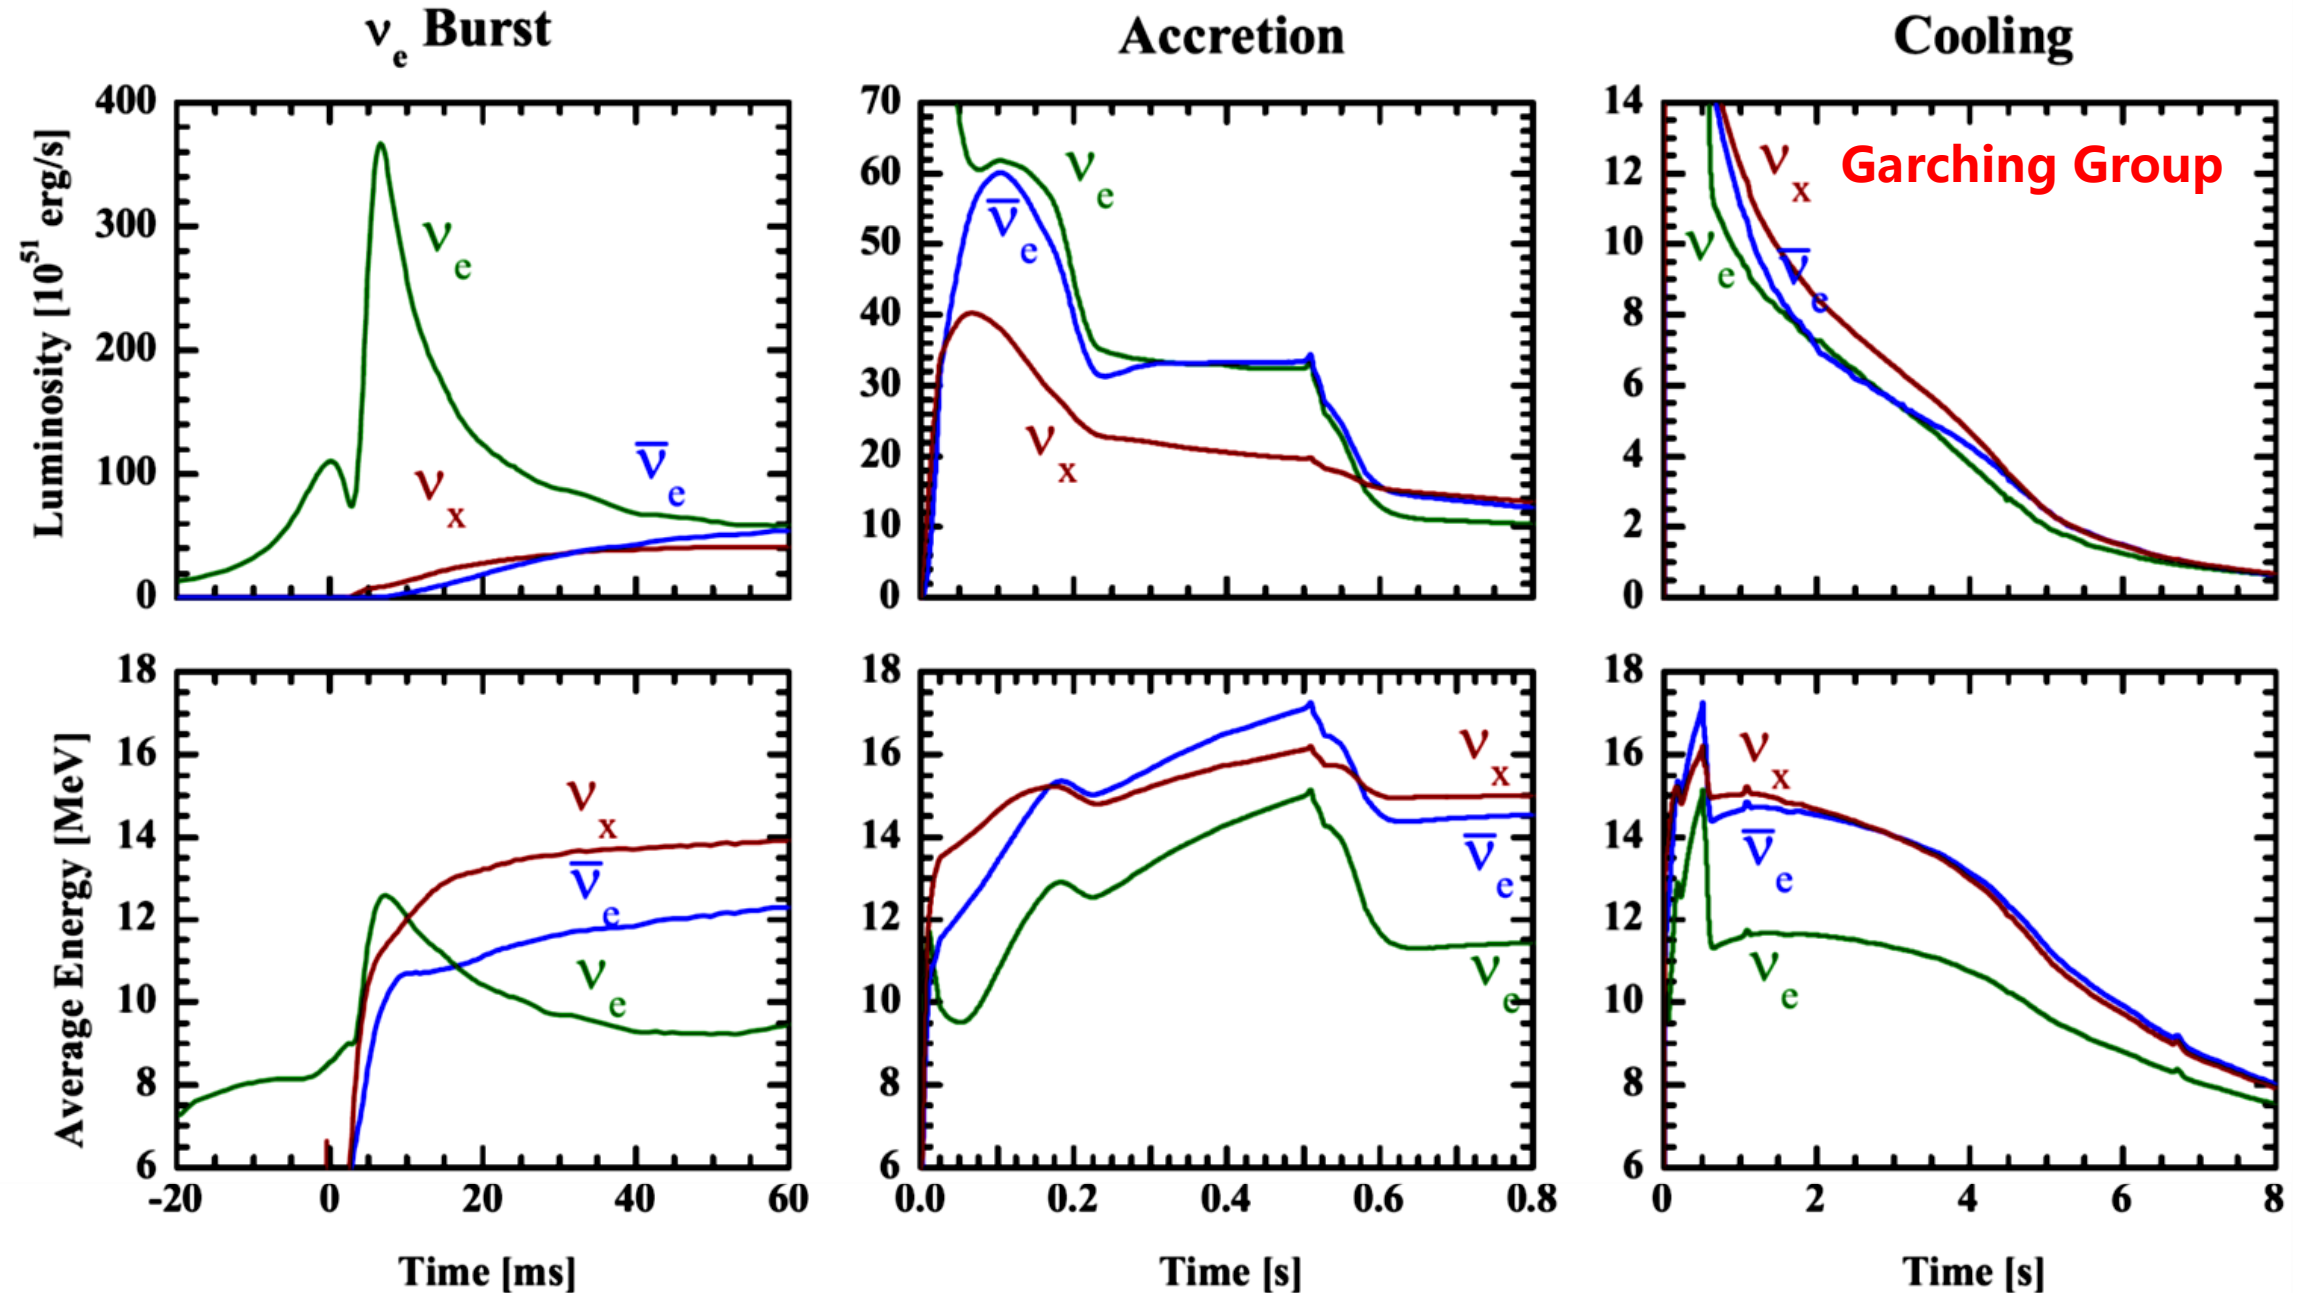 νe Burst
Accretion
Cooling
Luminosity [10^51 erg/s]
400
300
200
100
0
νe
νx
ν̅e
70
60
50
40
30
20
10
0
νe
ν̅e
νx
14
12
10
8
6
4
2
0
νx
Garching Group
νe
ν̅e
Average Energy [MeV]
18
16
14
12
10
8
6
νx
ν̅e
νe
18
16
14
12
10
8
6
νx
ν̅e
νe
18
16
14
12
10
8
6
νx
ν̅e
νe
-20 0 20 40 60
0.0 0.2 0.4 0.6 0.8
0 2 4 6 8
Time [ms]
Time [s]
Time [s]